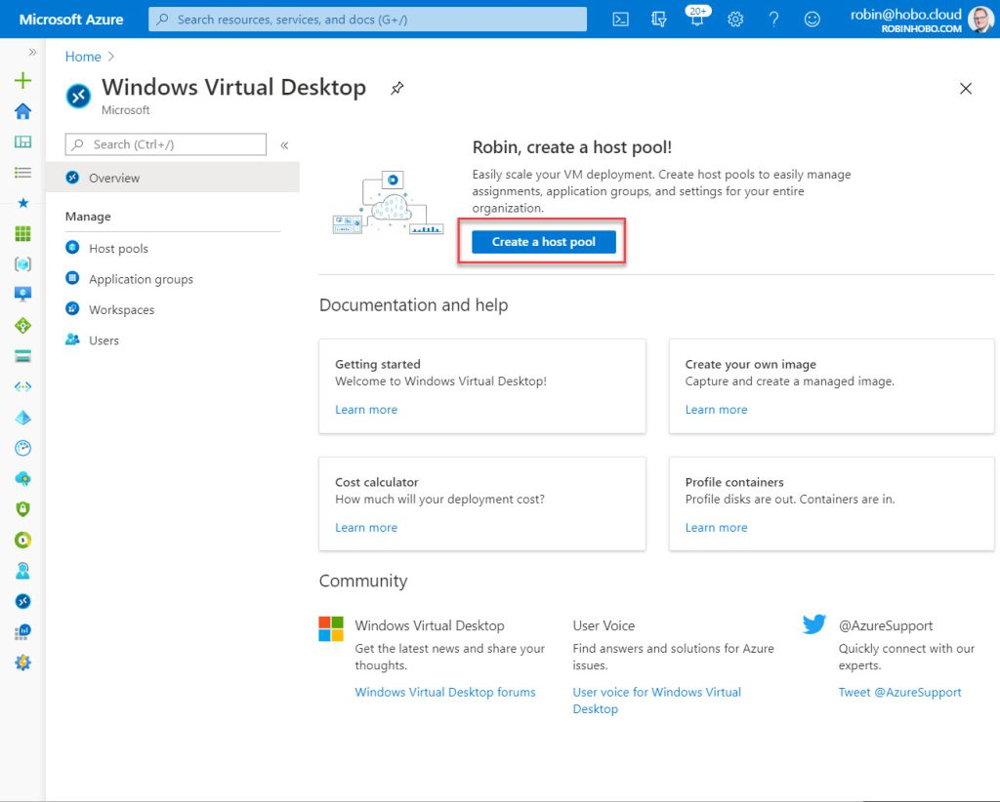 Microsoft Azure
Search resources, services, and docs (G+/)
20+
robin@hobo.cloud
ROBINHOBO.COM
Home
Windows Virtual Desktop
Microsoft
Search (Ctrl+/)
Overview
Manage
Host pools
Application groups
Workspaces
Users
Robin, create a host pool!
Easily scale your VM deployment. Create host pools to easily manage
assignments, application groups, and settings for your entire
organization.
Create a host pool
Documentation and help
Getting started
Welcome to Windows Virtual Desktop!
Learn more
Create your own image
Capture and create a managed image.
Learn more
Cost calculator
How much will your deployment cost?
Learn more
Profile containers
Profile disks are out. Containers are in.
Learn more
Community
Windows Virtual Desktop
Get the latest news and share your
thoughts.
Windows Virtual Desktop forums
User Voice
Find answers and solutions for Azure
issues.
User voice for Windows Virtual
Desktop
@AzureSupport
Quickly connect with our
experts.
Tweet @AzureSupport